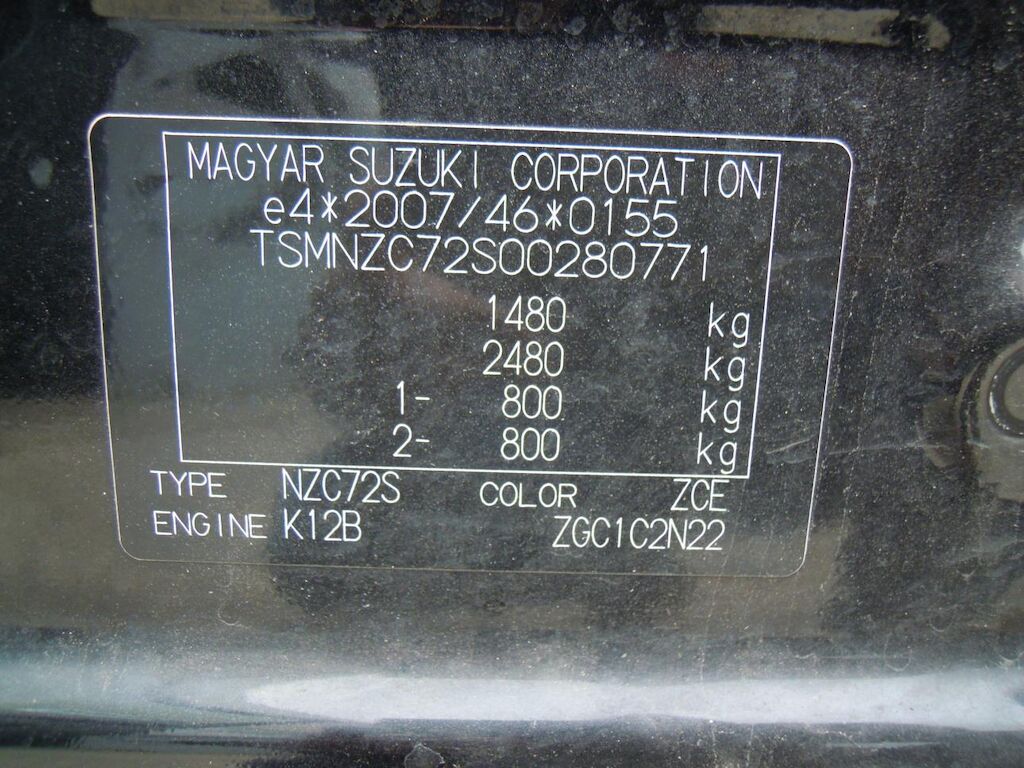 MAGYAR SUZUKI CORPORATION
e4*2007/46*0155
TSMNZC72S00280771
1480 kg
2480 kg
1- 800 kg
2- 800 kg
TYPE NZC72S COLOR ZCE
ENGINE K12B ZGC1C2N22